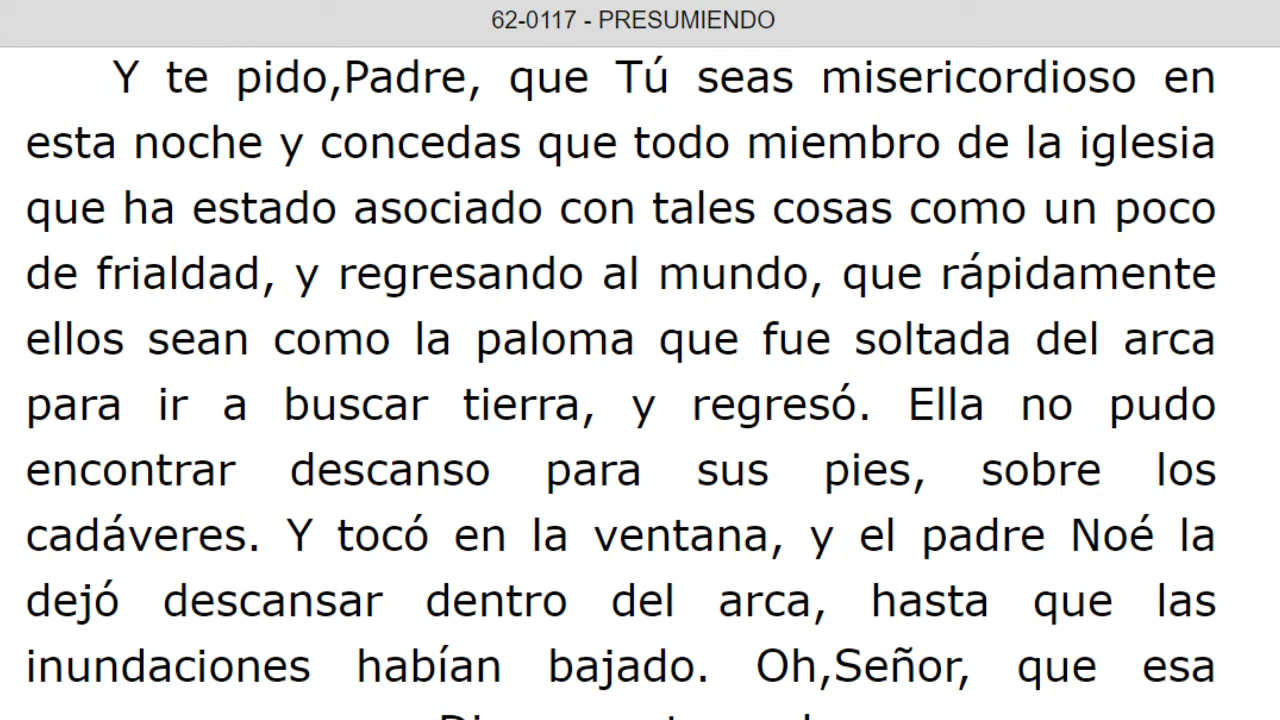 62-0117 - PRESUMIENDO
Y te pido,Padre, que Tú seas misericordioso en
esta noche y concedas que todo miembro de la iglesia
que ha estado asociado con tales cosas como un poco
de frialdad, y regresando al mundo, que rápidamente
ellos sean como la paloma que fue soltada del arca
para ir a buscar tierra, y regresó. Ella no pudo
encontrar descanso para sus pies, sobre los
cadáveres. Y tocó en la ventana, y el padre Noé la
dejó descansar dentro del arca, hasta que las
inundaciones habían bajado. Oh,Señor, que esa